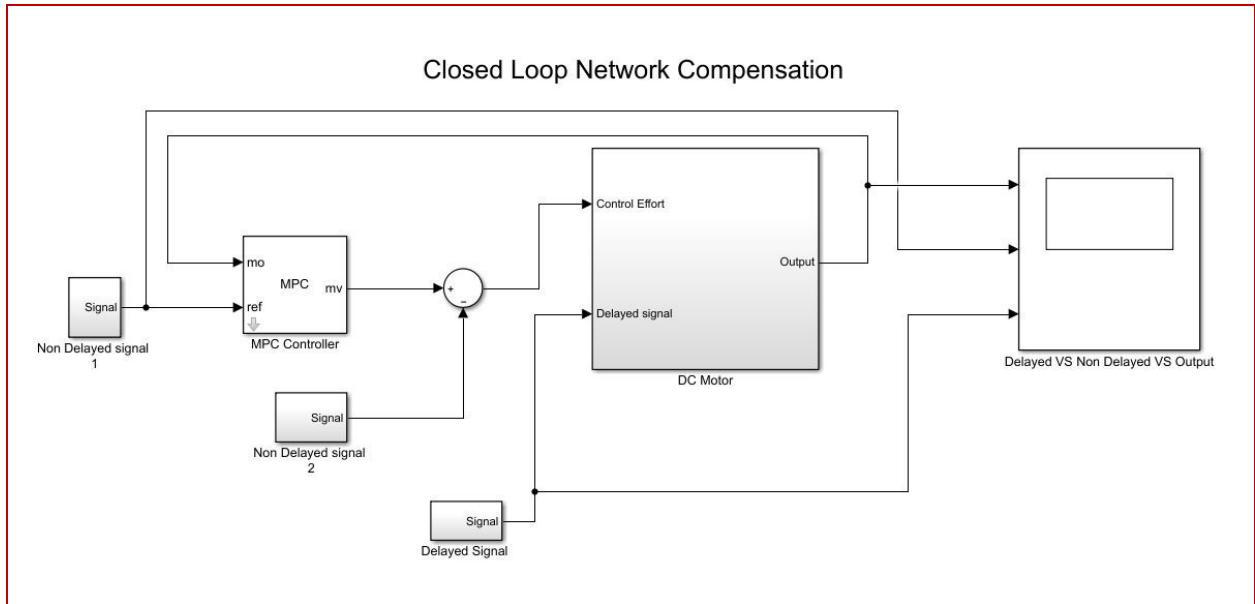 Closed Loop Network Compensation
Control Effort
mo
MPC
mv
Output
Signal
ref
+
−
Delayed signal
MPC Controller
Non Delayed signal
1
DC Motor
Delayed VS Non Delayed VS Output
Signal
Non Delayed signal
2
Signal
Delayed Signal